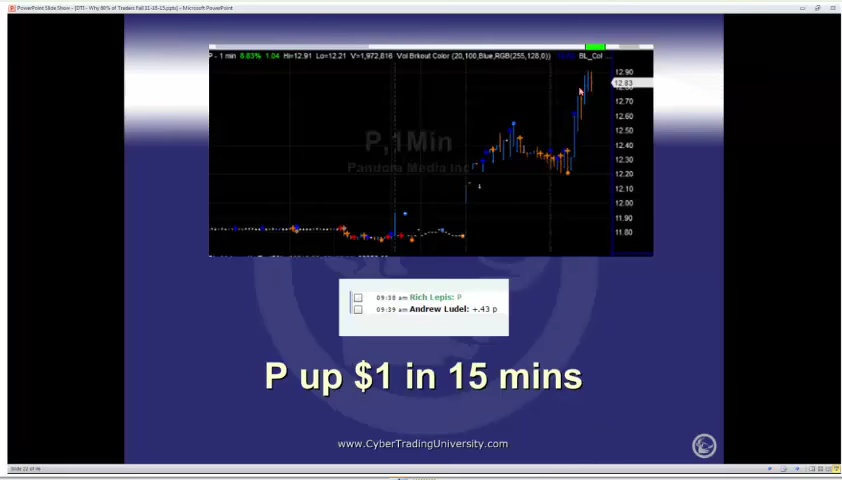 PowerPoint Slide Show - [DTI - Why 80% of Traders Fail 11-18-15.pptx] - Microsoft PowerPoint
P - 1 min 8.83% 1.04 Hi=12.91 Lo=12.21 V=1,972,816 Vol Brkout Color (20,100,Blue,RGB(255,128,0)) BL_Col
12.90
12.83
12.70
12.60
12.50
12.40
12.30
12.20
12.10
12.00
11.90
11.80
P,1Min
Pandora Media Inc
09:38 am Rich Lepis: P
09:39 am Andrew Ludel: +.43 p
P up $1 in 15 mins
www.CyberTradingUniversity.com